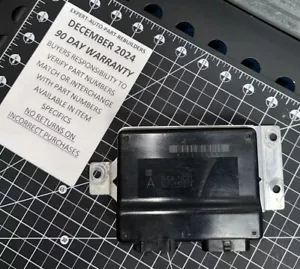 EXPERT-AUTO-PART-REBUILDERS
DECEMBER 2024
90 DAY WARRANTY
BUYERS RESPONSIBILITY TO
VERIFY PART NUMBERS
MATCH OR INTERCHANGE
WITH PART NUMBERS
AVAILABLE IN ITEM
SPECIFICS
NO RETURNS ON
INCORRECT PURCHASES
A